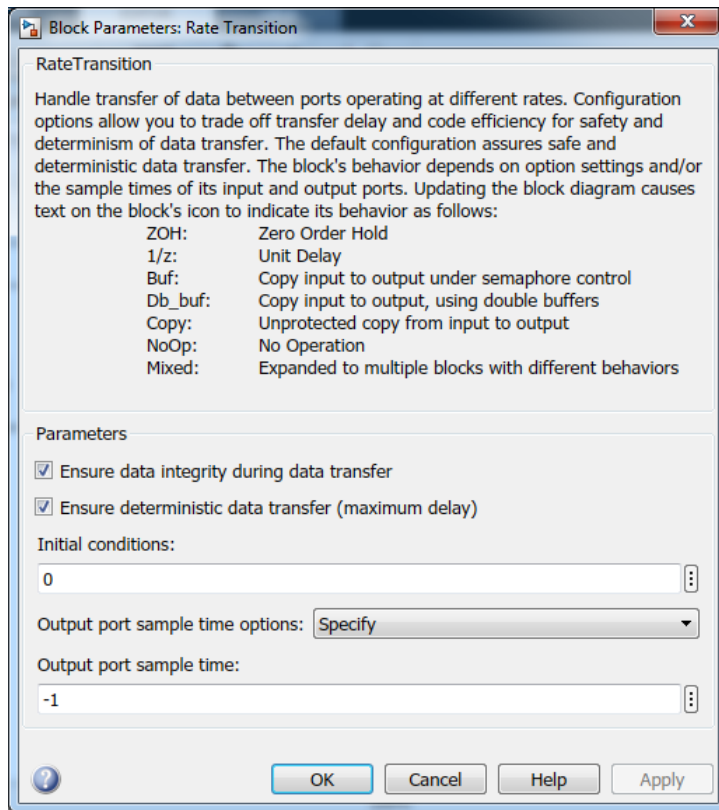 Block Parameters: Rate Transition
x
RateTransition
Handle transfer of data between ports operating at different rates. Configuration
options allow you to trade off transfer delay and code efficiency for safety and
determinism of data transfer. The default configuration assures safe and
deterministic data transfer. The block's behavior depends on option settings and/or
the sample times of its input and output ports. Updating the block diagram causes
text on the block's icon to indicate its behavior as follows:
ZOH: Zero Order Hold
1/z: Unit Delay
Buf: Copy input to output under semaphore control
Db_buf: Copy input to output, using double buffers
Copy: Unprotected copy from input to output
NoOp: No Operation
Mixed: Expanded to multiple blocks with different behaviors
Parameters
Ensure data integrity during data transfer
Ensure deterministic data transfer (maximum delay)
Initial conditions:
0
Output port sample time options: Specify
Output port sample time:
-1
? OK Cancel Help Apply